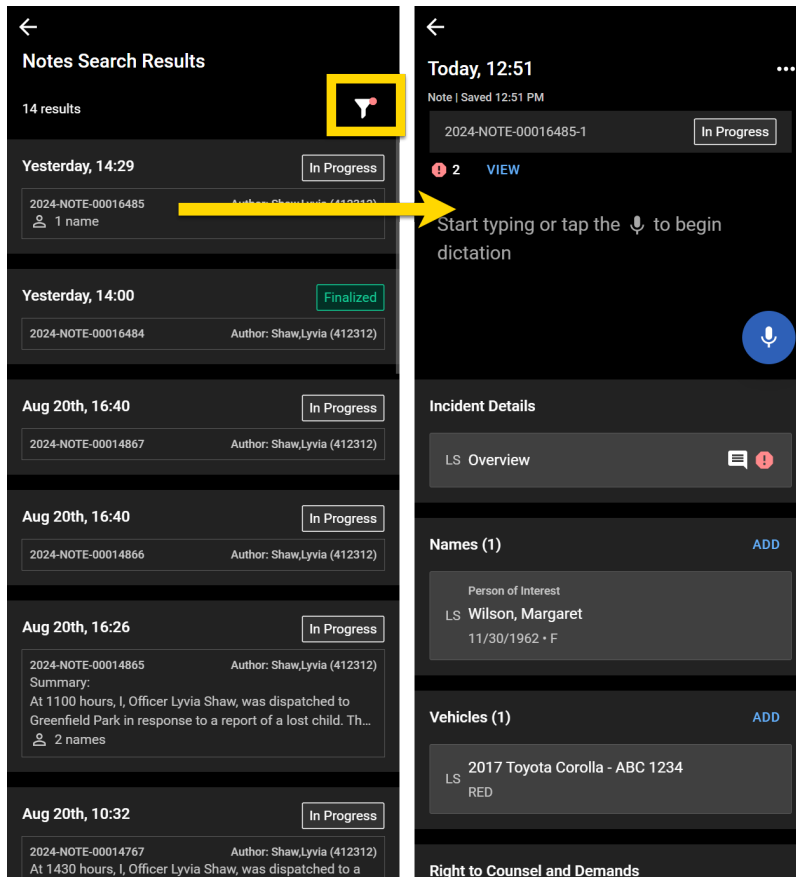 Notes Search Results
14 results
Yesterday, 14:29
In Progress
2024-NOTE-00016485
Author: Shaw,Lyvia (412312)
1 name
Yesterday, 14:00
Finalized
2024-NOTE-00016484
Author: Shaw,Lyvia (412312)
Aug 20th, 16:40
In Progress
2024-NOTE-00014867
Author: Shaw,Lyvia (412312)
Aug 20th, 16:40
In Progress
2024-NOTE-00014866
Author: Shaw,Lyvia (412312)
Aug 20th, 16:26
In Progress
2024-NOTE-00014865
Author: Shaw,Lyvia (412312)
Summary:
At 1100 hours, I, Officer Lyvia Shaw, was dispatched to
Greenfield Park in response to a report of a lost child. Th...
2 names
Aug 20th, 10:32
In Progress
2024-NOTE-00014767
Author: Shaw,Lyvia (412312)
At 1430 hours, I, Officer Lyvia Shaw, was dispatched to a
Today, 12:51
Note | Saved 12:51 PM
2024-NOTE-00016485-1
In Progress
2 VIEW
Start typing or tap the to begin
dictation
Incident Details
LS Overview
Names (1)
ADD
Person of Interest
LS Wilson, Margaret
11/30/1962 • F
Vehicles (1)
ADD
LS 2017 Toyota Corolla - ABC 1234
RED
Right to Counsel and Demands